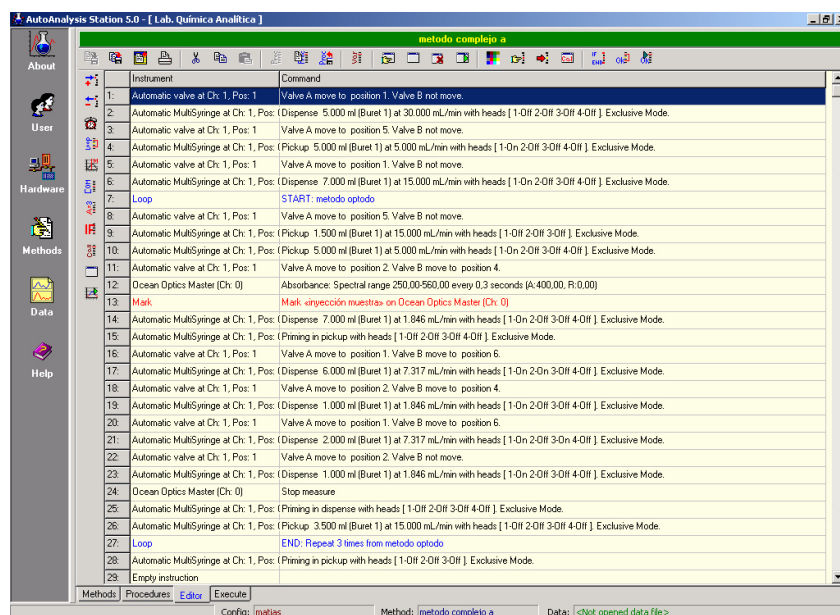 AutoAnalysis Station 5.0 - [ Lab. Química Analítica ]
metodo complejo a
About
User
Hardware
Methods
Data
Help
Instrument Command
1: Automatic valve at Ch: 1, Pos: 1 Valve A move to position 1. Valve B not move.
2: Automatic MultiSyringe at Ch: 1, Pos: ( Dispense 5.000 ml (Buret 1) at 30.000 mL/min with heads [ 1-Off 2-Off 3-Off 4-Off ]. Exclusive Mode.
3: Automatic valve at Ch: 1, Pos: 1 Valve A move to position 5. Valve B not move.
4: Automatic MultiSyringe at Ch: 1, Pos: ( Pickup 5.000 ml (Buret 1) at 5.000 mL/min with heads [ 1-On 2-Off 3-Off 4-Off ]. Exclusive Mode.
5: Automatic valve at Ch: 1, Pos: 1 Valve A move to position 1. Valve B not move.
6: Automatic MultiSyringe at Ch: 1, Pos: ( Dispense 7.000 ml (Buret 1) at 15.000 mL/min with heads [ 1-On 2-Off 3-Off 4-Off ]. Exclusive Mode.
7: Loop START: metodo optodo
8: Automatic valve at Ch: 1, Pos: 1 Valve A move to position 5. Valve B not move.
9: Automatic MultiSyringe at Ch: 1, Pos: ( Pickup 1.500 ml (Buret 1) at 15.000 mL/min with heads [ 1-Off 2-Off 3-Off 4-Off ]. Exclusive Mode.
10: Automatic MultiSyringe at Ch: 1, Pos: ( Pickup 5.000 ml (Buret 1) at 5.000 mL/min with heads [ 1-On 2-Off 3-Off 4-Off ]. Exclusive Mode.
11: Automatic valve at Ch: 1, Pos: 1 Valve A move to position 2. Valve B move to position 4.
12: Ocean Optics Master (Ch: 0) Absorbance: Spectral range 250,00-560,00 every 0,3 seconds (A:400,00, R:0,00)
13: Mark Mark «inyección muestra» on Ocean Optics Master (Ch: 0)
14: Automatic MultiSyringe at Ch: 1, Pos: ( Dispense 7.000 ml (Buret 1) at 1.846 mL/min with heads [ 1-On 2-Off 3-Off 4-Off ]. Exclusive Mode.
15: Automatic MultiSyringe at Ch: 1, Pos: ( Priming in pickup with heads [ 1-Off 2-Off 3-Off 4-Off ]. Exclusive Mode.
16: Automatic valve at Ch: 1, Pos: 1 Valve A move to position 1. Valve B move to position 6.
17: Automatic MultiSyringe at Ch: 1, Pos: ( Dispense 6.000 ml (Buret 1) at 7.317 mL/min with heads [ 1-On 2-On 3-Off 4-Off ]. Exclusive Mode.
18: Automatic valve at Ch: 1, Pos: 1 Valve A move to position 2. Valve B move to position 4.
19: Automatic MultiSyringe at Ch: 1, Pos: ( Dispense 1.000 ml (Buret 1) at 1.846 mL/min with heads [ 1-On 2-Off 3-Off 4-Off ]. Exclusive Mode.
20: Automatic valve at Ch: 1, Pos: 1 Valve A move to position 1. Valve B move to position 6.
21: Automatic MultiSyringe at Ch: 1, Pos: ( Dispense 2.000 ml (Buret 1) at 7.317 mL/min with heads [ 1-On 2-Off 3-On 4-Off ]. Exclusive Mode.
22: Automatic valve at Ch: 1, Pos: 1 Valve A move to position 2. Valve B not move.
23: Automatic MultiSyringe at Ch: 1, Pos: ( Dispense 1.000 ml (Buret 1) at 1.846 mL/min with heads [ 1-On 2-Off 3-Off 4-Off ]. Exclusive Mode.
24: Ocean Optics Master (Ch: 0) Stop measure
25: Automatic MultiSyringe at Ch: 1, Pos: ( Priming in dispense with heads [ 1-Off 2-Off 3-Off 4-Off ]. Exclusive Mode.
26: Automatic MultiSyringe at Ch: 1, Pos: ( Pickup 3.500 ml (Buret 1) at 15.000 mL/min with heads [ 1-Off 2-Off 3-Off 4-Off ]. Exclusive Mode.
27: Loop END: Repeat 3 times from metodo optodo
28: Automatic MultiSyringe at Ch: 1, Pos: ( Priming in pickup with heads [ 1-Off 2-Off 3-Off 4-Off ]. Exclusive Mode.
29: Empty instruction
Methods Procedures Editor Execute
Config: matias Method: metodo complejo a Data: <Not opened data file>